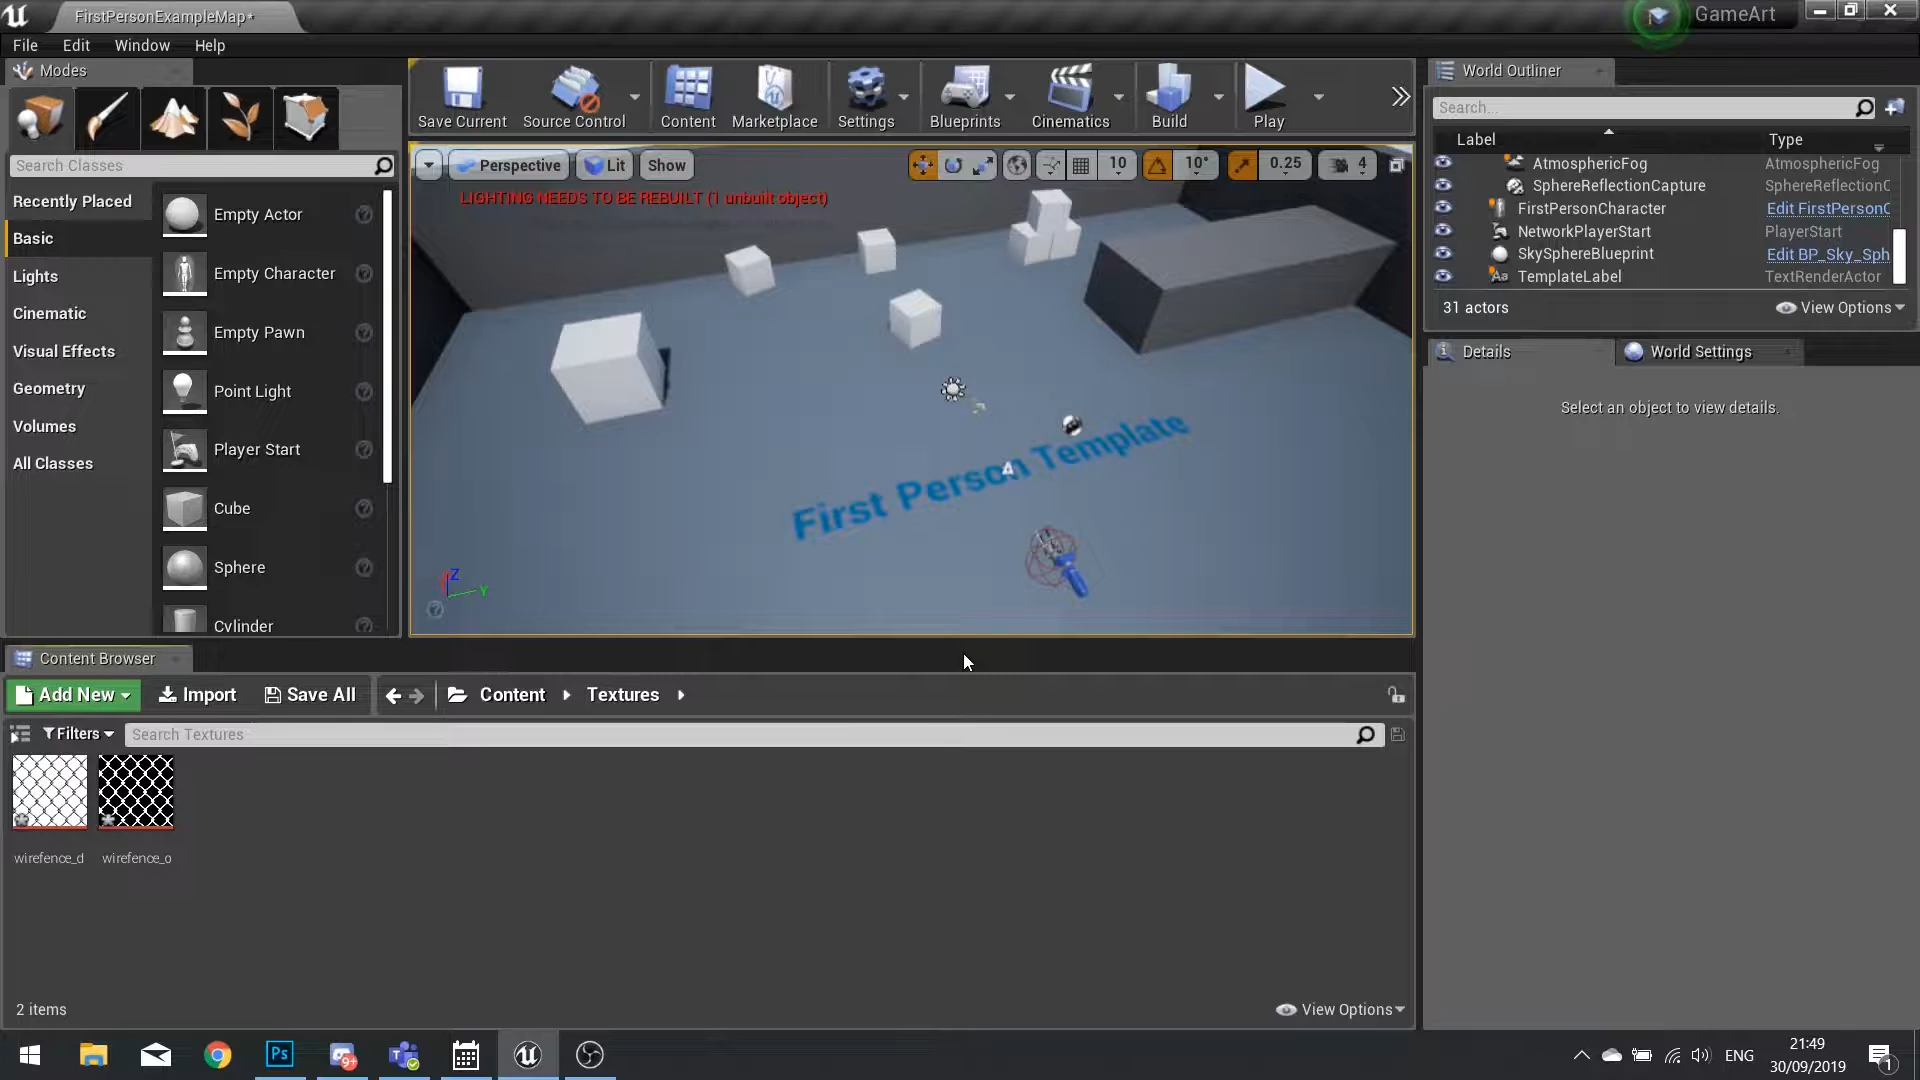 FirstPersonExampleMap*
GameArt
File Edit Window Help
Modes
Search Classes
Recently Placed
Basic
Lights
Cinematic
Visual Effects
Geometry
Volumes
All Classes
Empty Actor
Empty Character
Empty Pawn
Point Light
Player Start
Cube
Sphere
Cylinder
Save Current
Source Control
Content
Marketplace
Settings
Blueprints
Cinematics
Build
Play
Perspective Lit Show
10 10° 0.25 4
LIGHTING NEEDS TO BE REBUILT (1 unbuilt object)
First Person Template
Z
Y
World Outliner
Search...
Label Type
AtmosphericFog AtmosphericFog
SphereReflectionCapture SphereReflectionC
FirstPersonCharacter Edit FirstPersonC
NetworkPlayerStart PlayerStart
SkySphereBlueprint Edit BP_Sky_Sph
TemplateLabel TextRenderActor
31 actors View Options
Details World Settings
Select an object to view details.
Content Browser
Add New Import Save All Content Textures
Filters Search Textures
wirefence_d wirefence_o
2 items View Options
Ps
9+
ENG
21:49
30/09/2019
1